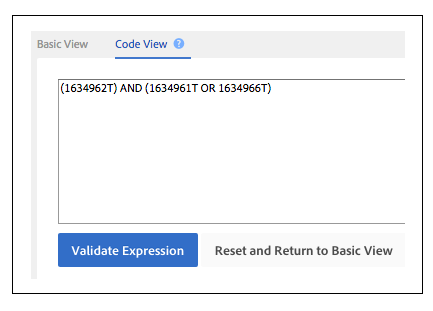 Basic View Code View ?
(1634962T) AND (1634961T OR 1634966T)
Validate Expression Reset and Return to Basic View